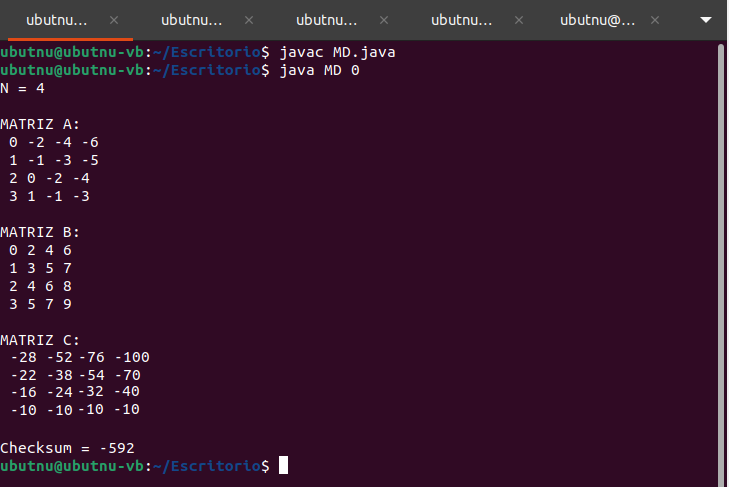 ubutnu... × ubutnu... × ubutnu... × ubutnu... × ubutnu@... ×
ubutnu@ubutnu-vb:~/Escritorio$ javac MD.java
ubutnu@ubutnu-vb:~/Escritorio$ java MD 0
N = 4
MATRIZ A:
0 -2 -4 -6
1 -1 -3 -5
2 0 -2 -4
3 1 -1 -3
MATRIZ B:
0 2 4 6
1 3 5 7
2 4 6 8
3 5 7 9
MATRIZ C:
-28 -52 -76 -100
-22 -38 -54 -70
-16 -24 -32 -40
-10 -10 -10 -10
Checksum = -592
ubutnu@ubutnu-vb:~/Escritorio$